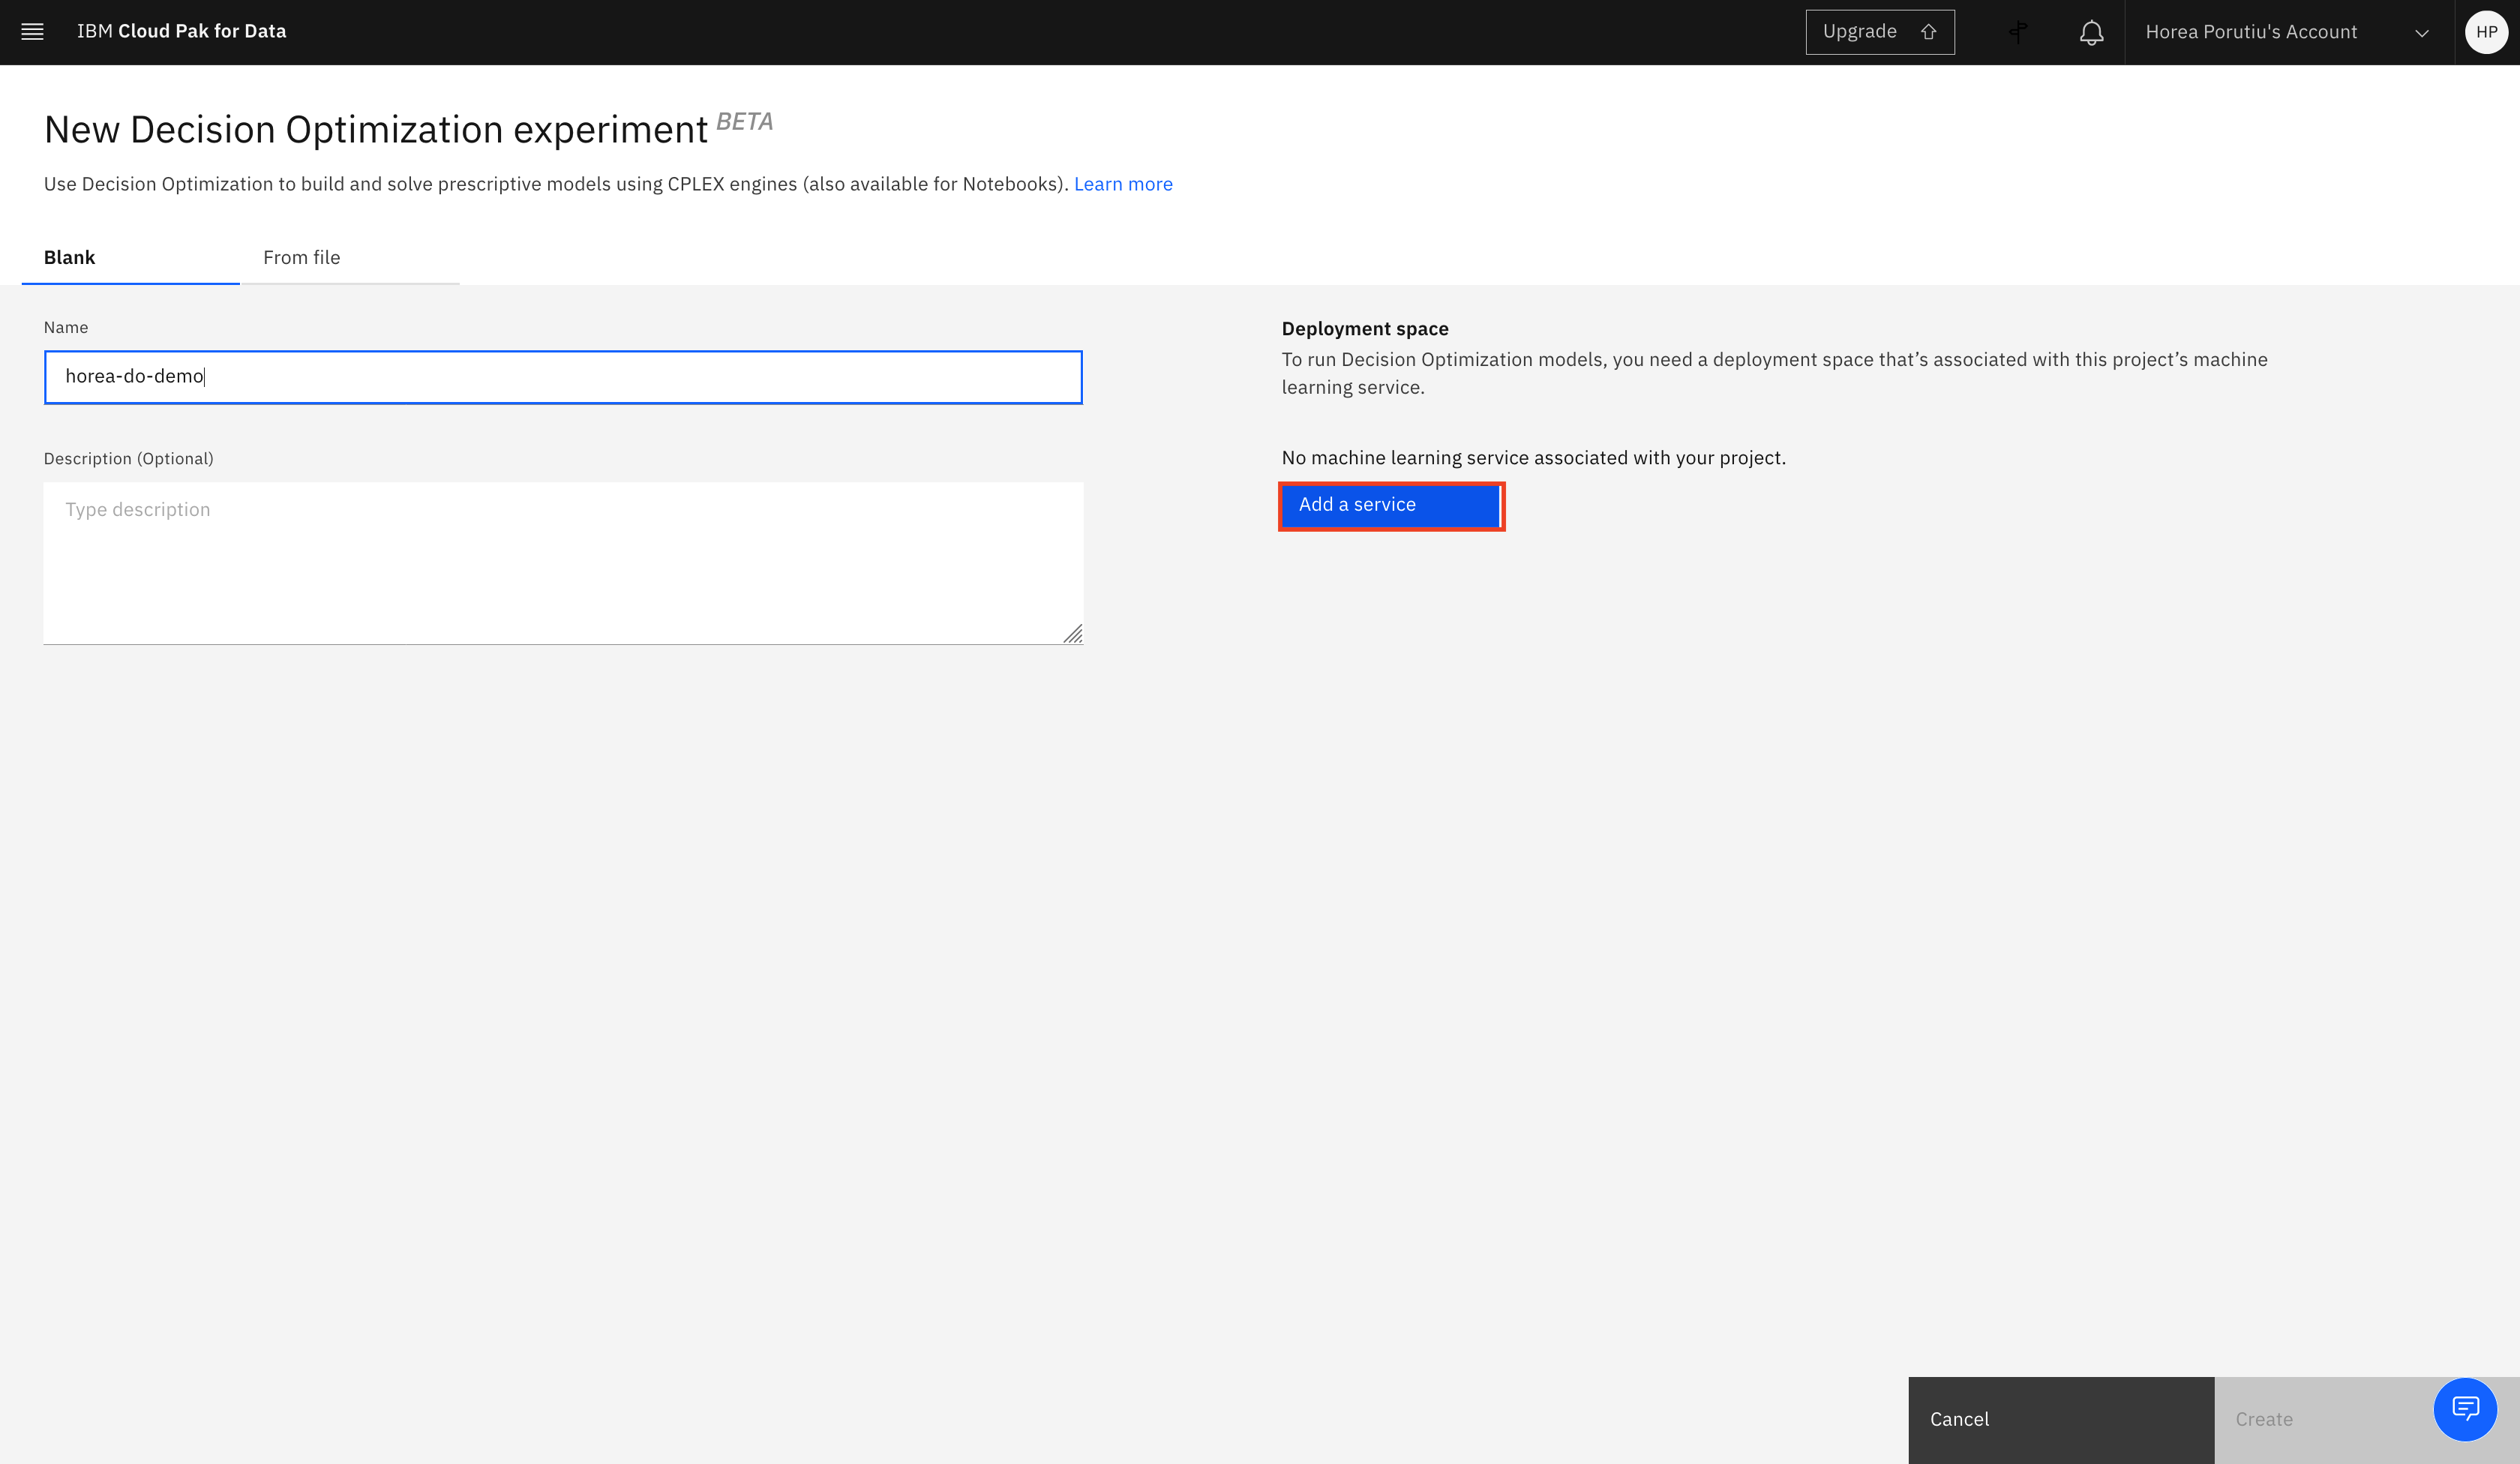 IBM Cloud Pak for Data
Upgrade
Horea Porutiu's Account
HP
New Decision Optimization experiment BETA
Use Decision Optimization to build and solve prescriptive models using CPLEX engines (also available for Notebooks). Learn more
Blank
From file
Name
horea-do-demo
Description (Optional)
Type description
Deployment space
To run Decision Optimization models, you need a deployment space that’s associated with this project’s machine
learning service.
No machine learning service associated with your project.
Add a service
Cancel
Create